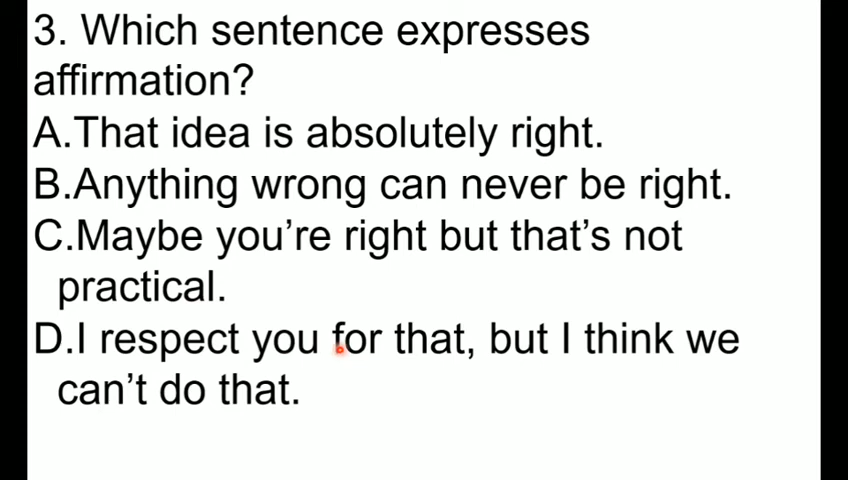 3. Which sentence expresses
affirmation?
A.That idea is absolutely right.
B.Anything wrong can never be right.
C.Maybe you’re right but that’s not
practical.
D.I respect you for that, but I think we
can’t do that.